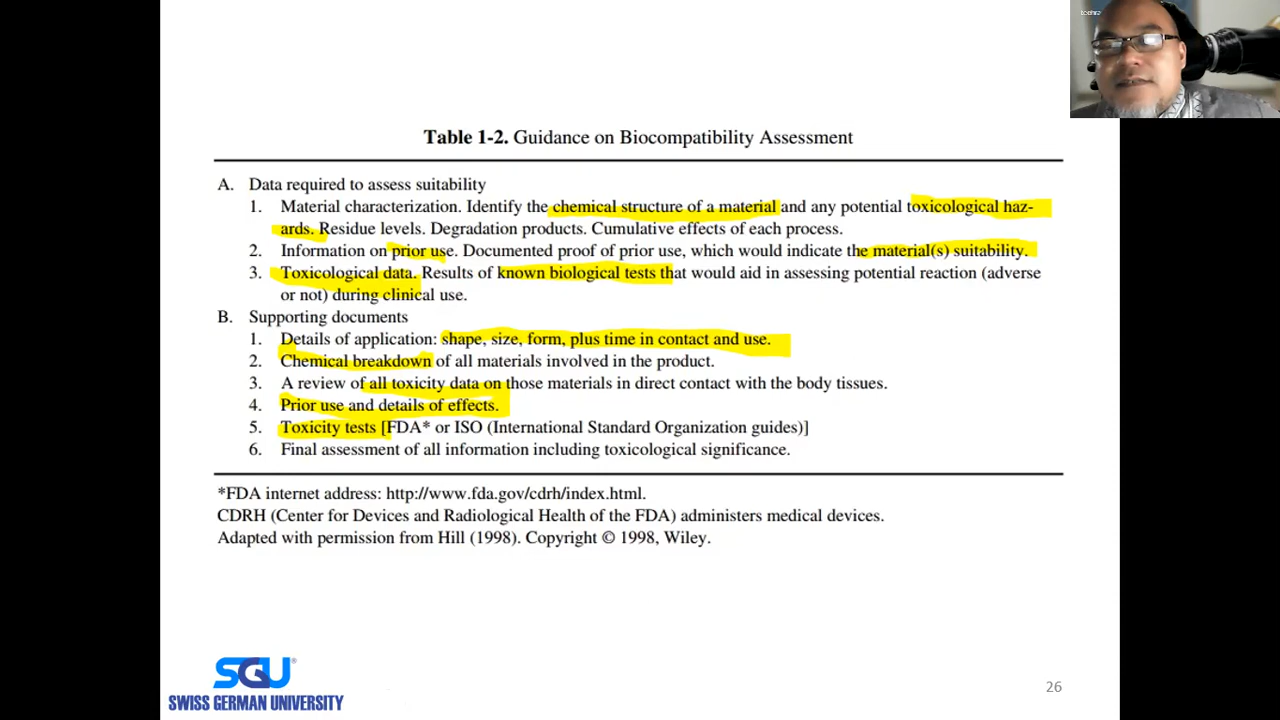 Table 1-2. Guidance on Biocompatibility Assessment
A. Data required to assess suitability
1. Material characterization. Identify the chemical structure of a material and any potential toxicological haz-
ards. Residue levels. Degradation products. Cumulative effects of each process.
2. Information on prior use. Documented proof of prior use, which would indicate the material(s) suitability.
3. Toxicological data. Results of known biological tests that would aid in assessing potential reaction (adverse
or not) during clinical use.
B. Supporting documents
1. Details of application: shape, size, form, plus time in contact and use.
2. Chemical breakdown of all materials involved in the product.
3. A review of all toxicity data on those materials in direct contact with the body tissues.
4. Prior use and details of effects.
5. Toxicity tests [FDA* or ISO (International Standard Organization guides)]
6. Final assessment of all information including toxicological significance.
*FDA internet address: http://www.fda.gov/cdrh/index.html.
CDRH (Center for Devices and Radiological Health of the FDA) administers medical devices.
Adapted with permission from Hill (1998). Copyright © 1998, Wiley.
SGU®
SWISS GERMAN UNIVERSITY
26